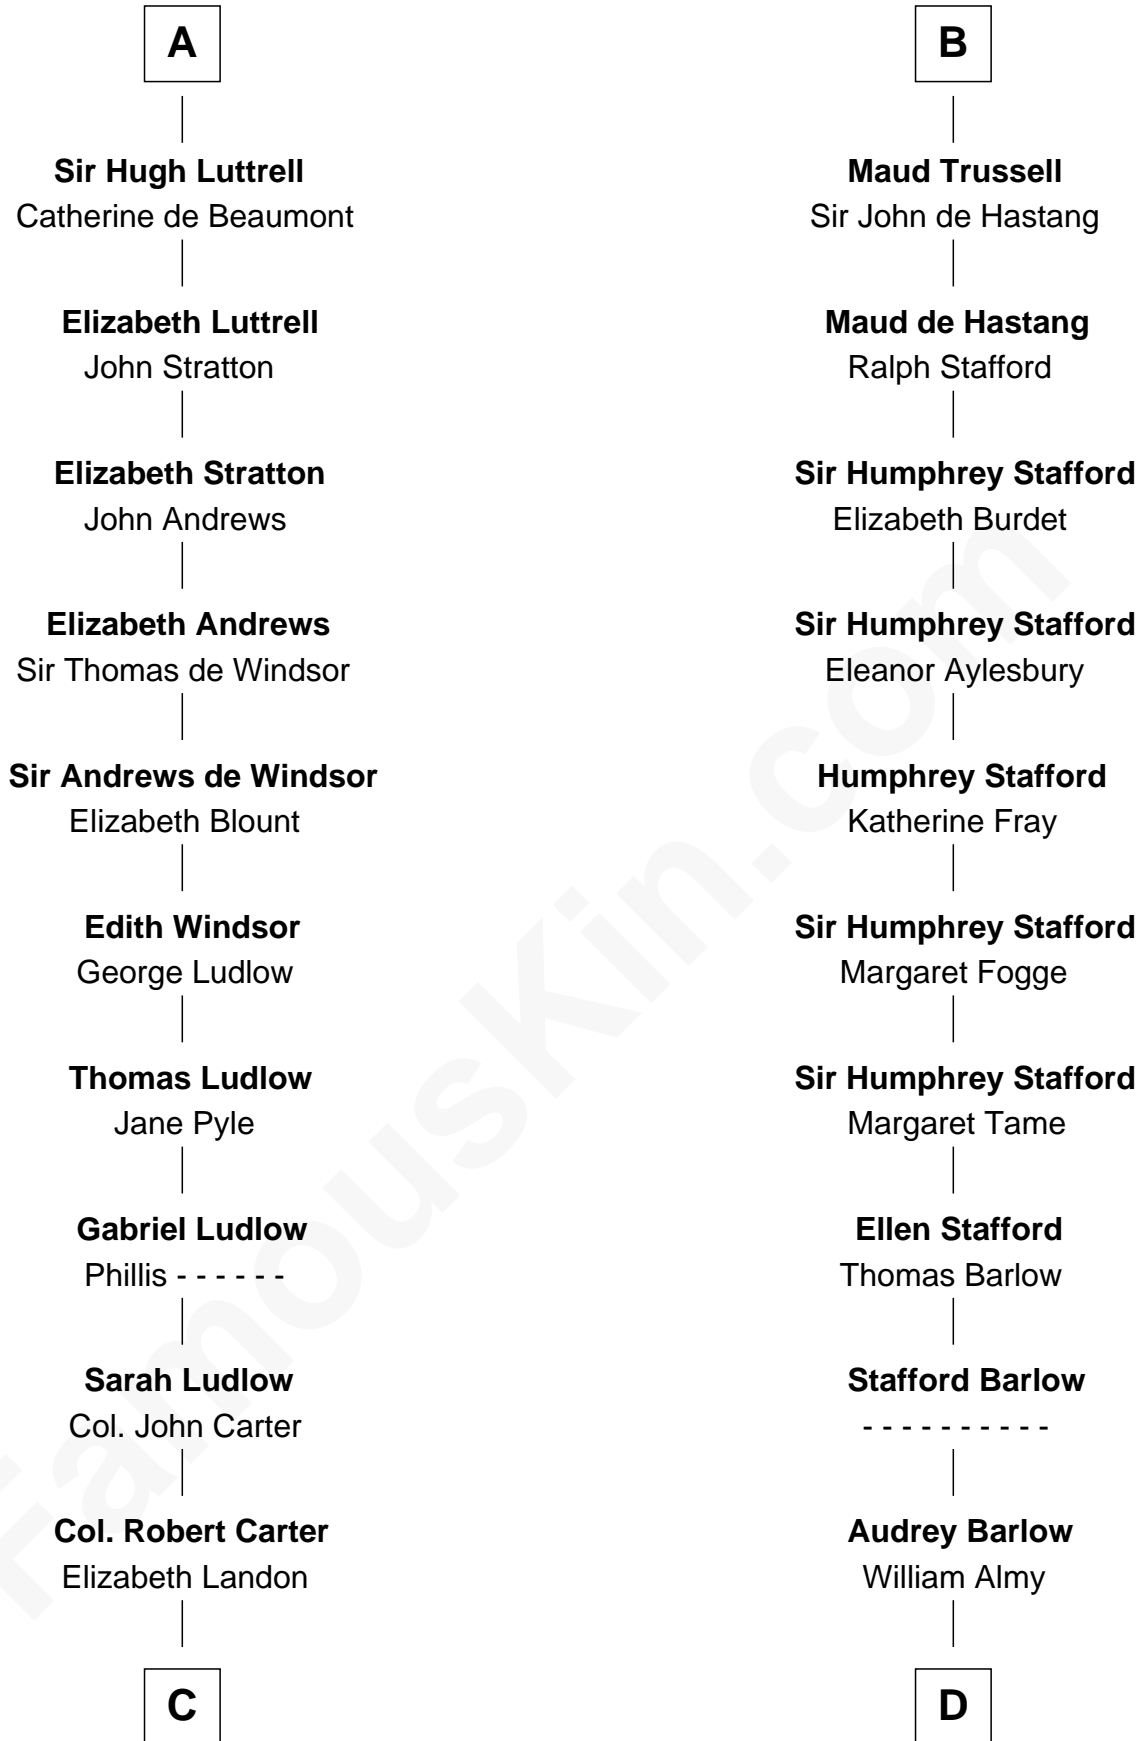 A
Sir Hugh Luttrell
Catherine de Beaumont
Elizabeth Luttrell
John Stratton
Elizabeth Stratton
John Andrews
Elizabeth Andrews
Sir Thomas de Windsor
Sir Andrews de Windsor
Elizabeth Blount
Edith Windsor
George Ludlow
Thomas Ludlow
Jane Pyle
Gabriel Ludlow
Phillis - - - - - -
Sarah Ludlow
Col. John Carter
Col. Robert Carter
Elizabeth Landon
C
B
Maud Trussell
Sir John de Hastang
Maud de Hastang
Ralph Stafford
Sir Humphrey Stafford
Elizabeth Burdet
Sir Humphrey Stafford
Eleanor Aylesbury
Humphrey Stafford
Katherine Fray
Sir Humphrey Stafford
Margaret Fogge
Sir Humphrey Stafford
Margaret Tame
Ellen Stafford
Thomas Barlow
Stafford Barlow
- - - - - - - - - -
Audrey Barlow
William Almy
D
FamousKin.com